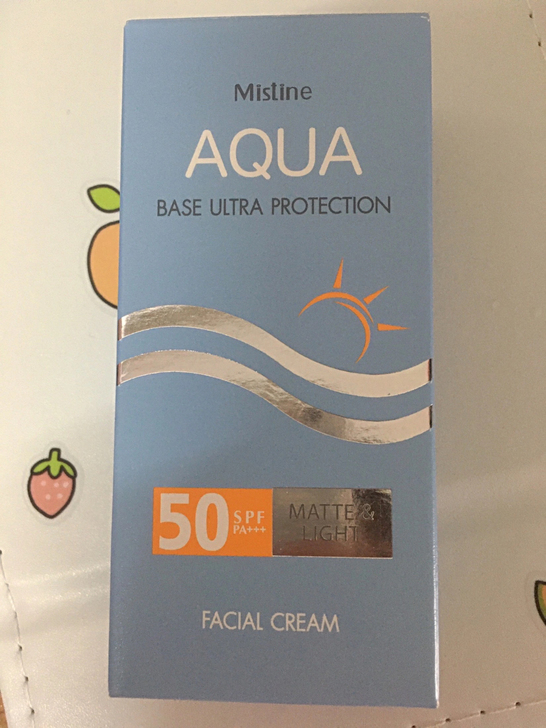 Mistine
AQUA
BASE ULTRA PROTECTION
50 SPF
PA+++
MATTE &
LIGHT
FACIAL CREAM